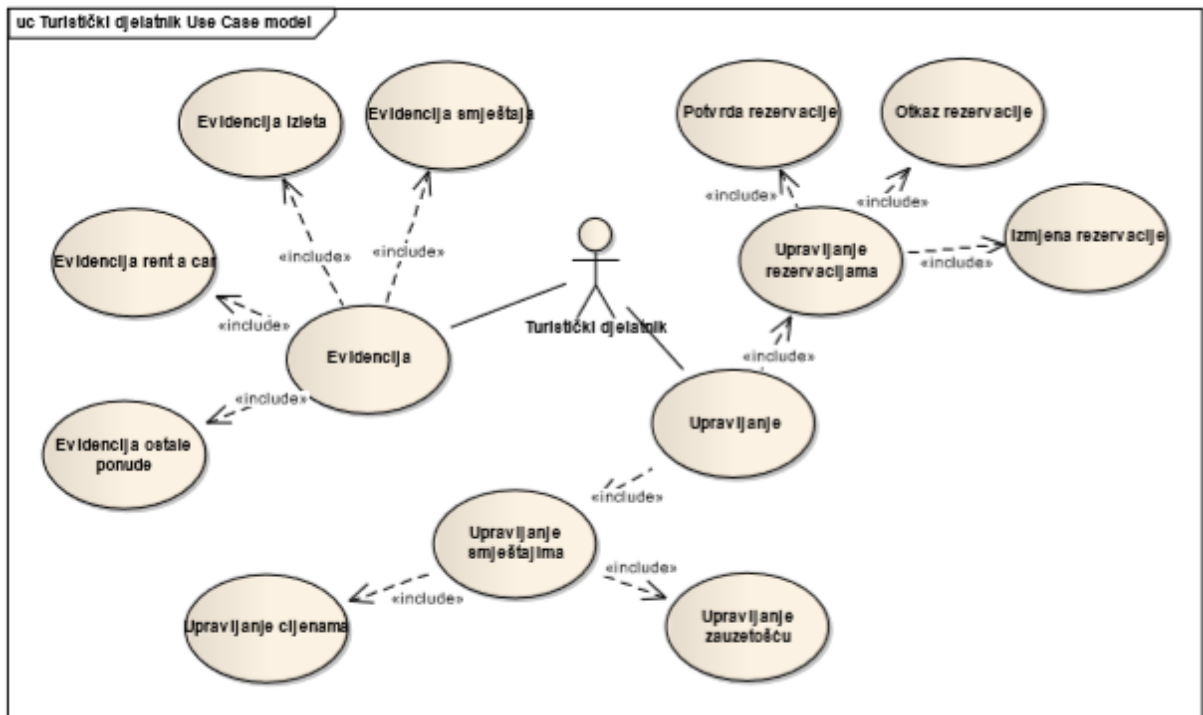 uc Turistički djelatnik Use Case model
Evidencija izleta
Evidencija smještaja
Potvrda rezervacije
Otkaz rezervacije
«include»
«include»
Izmjena rezervacije
Upravljanje
rezervacijama
«include»
Evidencija rent a car
«include»
«include»
«include»
Turistički djelatnik
«include»
Evidencija
«include»
Upravljanje
Evidencija ostale
ponude
«include»
Upravljanje
smještajima
«include»
«include»
Upravljanje cijenama
Upravljanje
zauzetošću